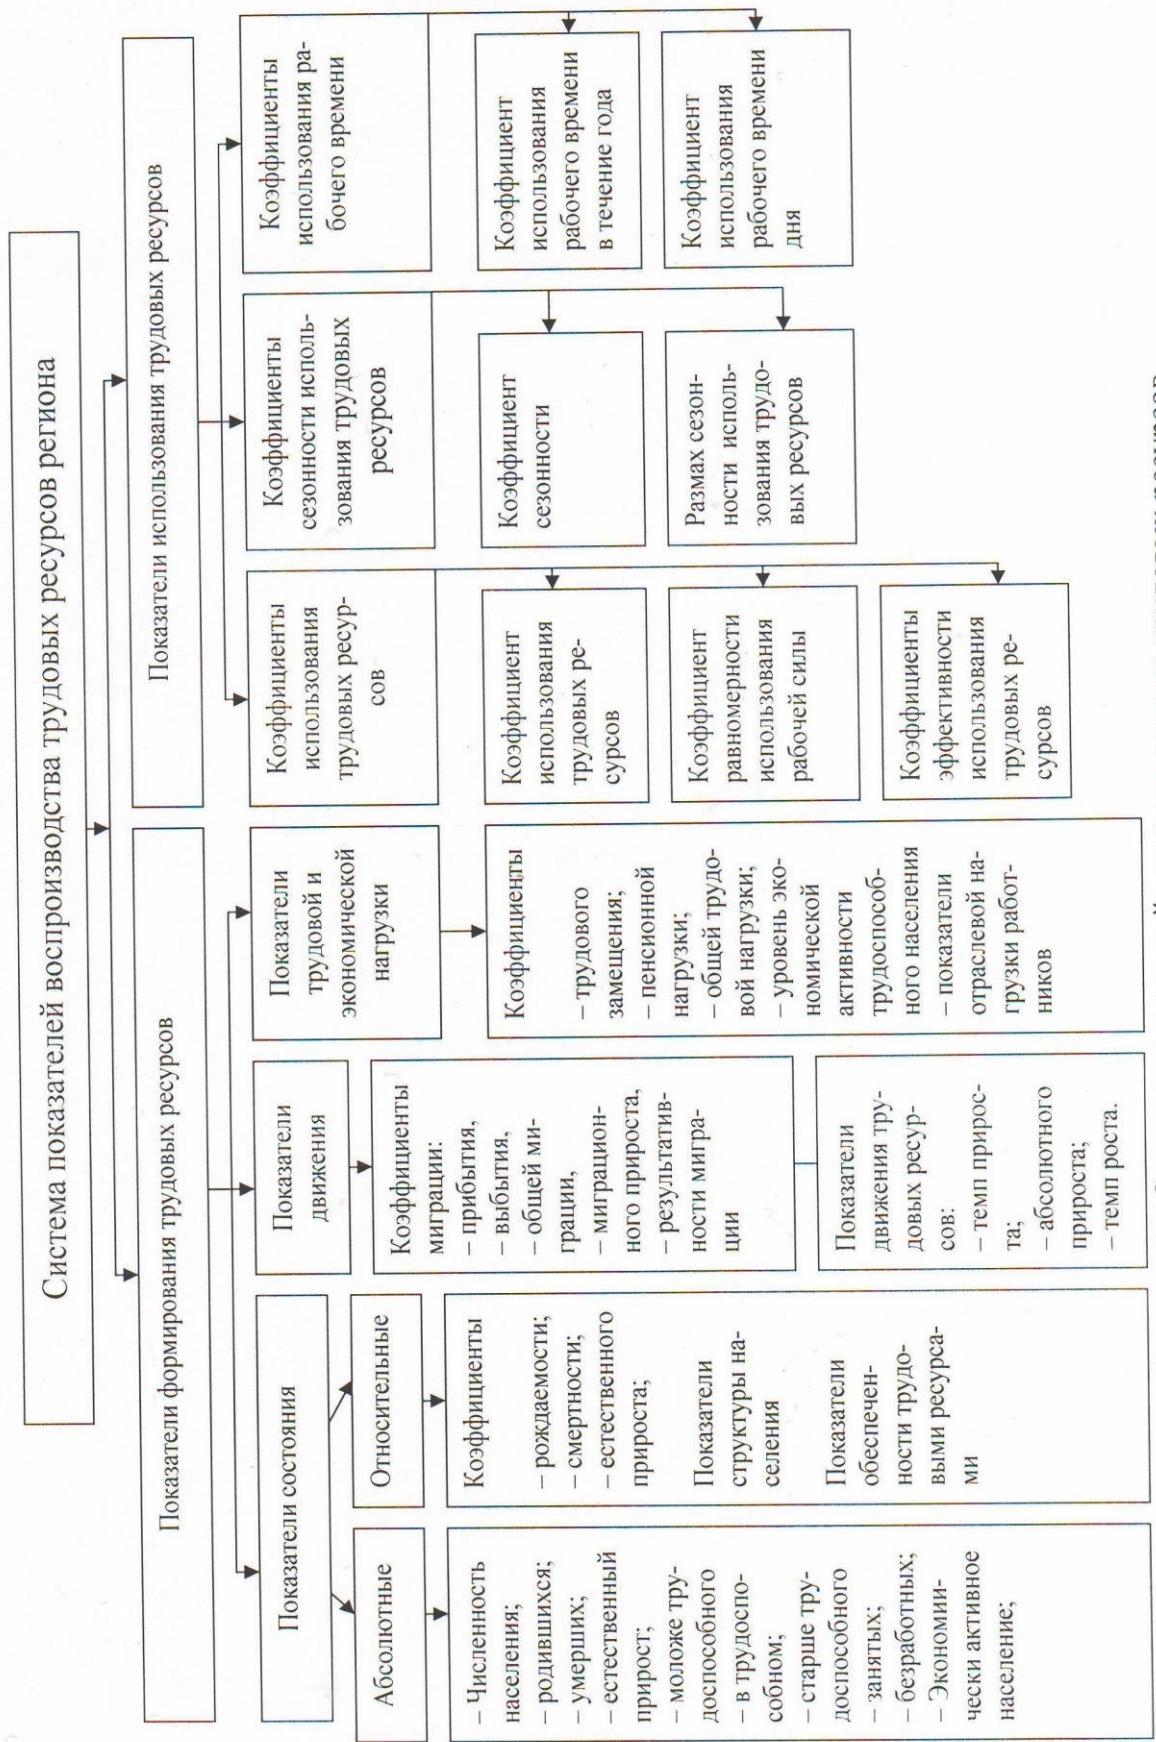 Система показателей воспроизводства трудовых ресурсов региона
Показатели формирования трудовых ресурсов
Показатели использования трудовых ресурсов
Показатели состояния
Показатели
движения
Показатели
трудовой и
экономической
нагрузки
Коэффициенты
использования
трудовых ресур-
сов
Коэффициенты
сезонности исполь-
зования трудовых
ресурсов
Коэффициенты
использования ра-
бочего времени
Абсолютные
Относительные
– Численность
населения;
– родившихся;
– умерших;
– естественный
прирост;
– моложе тру-
доспособного
– в трудоспо-
собном;
– старше тру-
доспособного
– занятых;
– безработных;
– Экономи-
чески активное
население;
Коэффициенты
– рождаемости;
– смертности;
– естественного
прироста;
Показатели
структуры на-
селения
Показатели
обеспечен-
ности трудо-
выми ресурса-
ми
Коэффициенты
миграции:
– прибытия,
– выбытия,
– общей ми-
грации,
– миграцион-
ного прироста,
– результатив-
ности мигра-
ции
Показатели
движения тру-
довых ресур-
сов:
– темп прирос-
та;
– абсолютного
прироста;
– темп роста.
Коэффициенты
– трудового
замещения;
– пенсионной
нагрузки;
– общей трудо-
вой нагрузки;
– уровень эко-
номической
активности
трудоспособ-
ного населения
– показатели
отраслевой на-
грузки работ-
ников
Коэффициент
использования
трудовых ре-
сурсов
Коэффициент
равномерности
использования
рабочей силы
Коэффициенты
эффективности
использования
трудовых ре-
сурсов
Коэффициент
сезонности
Размах сезон-
ности исполь-
зования трудо-
вых ресурсов
Коэффициент
использования
рабочего времени
в течение года
Коэффициент
использования
рабочего времени
дня